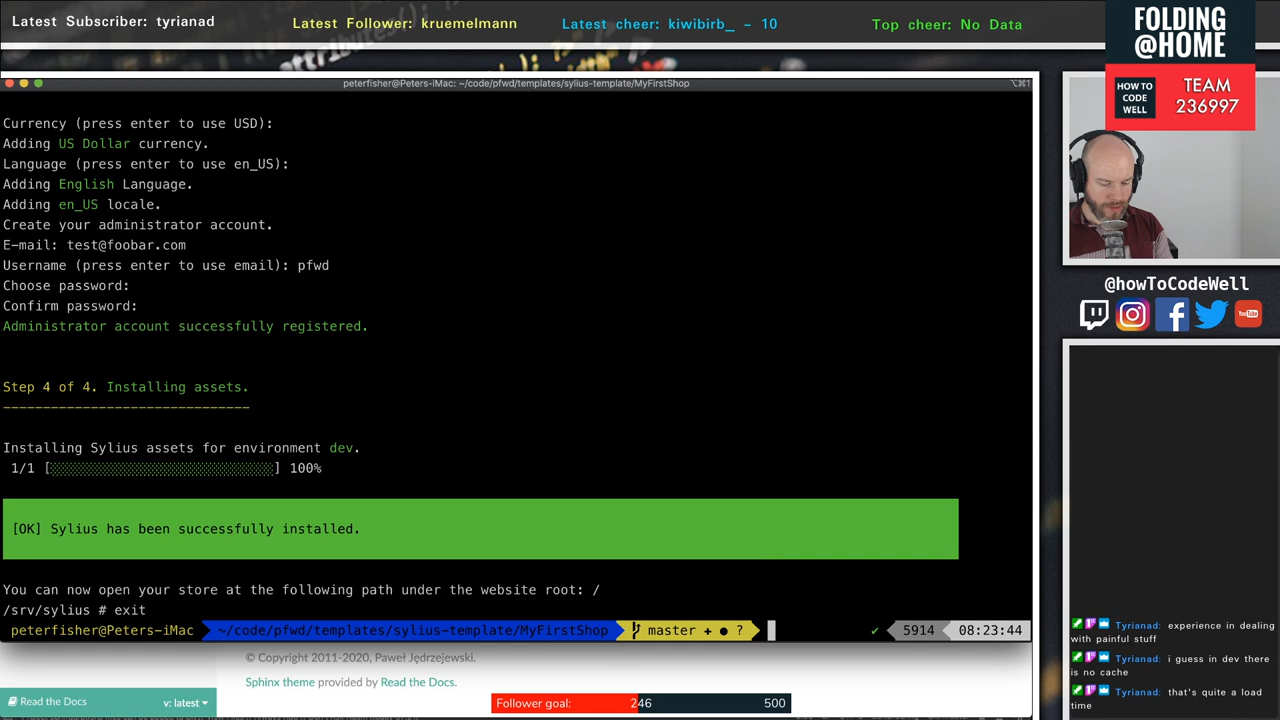 Latest Subscriber: tyrianad
Latest Follower: kruemelmann
Latest cheer: kiwibirb_ - 10
Top cheer: No Data
FOLDING
@HOME
HOW TO
CODE
WELL
TEAM
236997
peterfisher@Peters-iMac: ~/code/pfwd/templates/sylius-template/MyFirstShop
⌥⌘1
Currency (press enter to use USD):
Adding US Dollar currency.
Language (press enter to use en_US):
Adding English Language.
Adding en_US locale.
Create your administrator account.
E-mail: test@foobar.com
Username (press enter to use email): pfwd
Choose password:
Confirm password:
Administrator account successfully registered.
Step 4 of 4. Installing assets.
-------------------------------
Installing Sylius assets for environment dev.
1/1 [▓▓▓▓▓▓▓▓▓▓▓▓▓▓▓▓▓▓▓▓▓▓▓▓▓▓▓▓] 100%
[OK] Sylius has been successfully installed.
You can now open your store at the following path under the website root: /
/srv/sylius # exit
peterfisher@Peters-iMac ~/code/pfwd/templates/sylius-template/MyFirstShop master + ● ? ✔ 5914 08:23:44
@howToCodeWell
YouTube
Tyrianad: experience in dealing
with painful stuff
Tyrianad: i guess in dev there
is no cache
Tyrianad: that's quite a load
time
© Copyright 2011-2020, Paweł Jędrzejewski.
Sphinx theme provided by Read the Docs.
Read the Docs
v: latest
Follower goal: 246 500